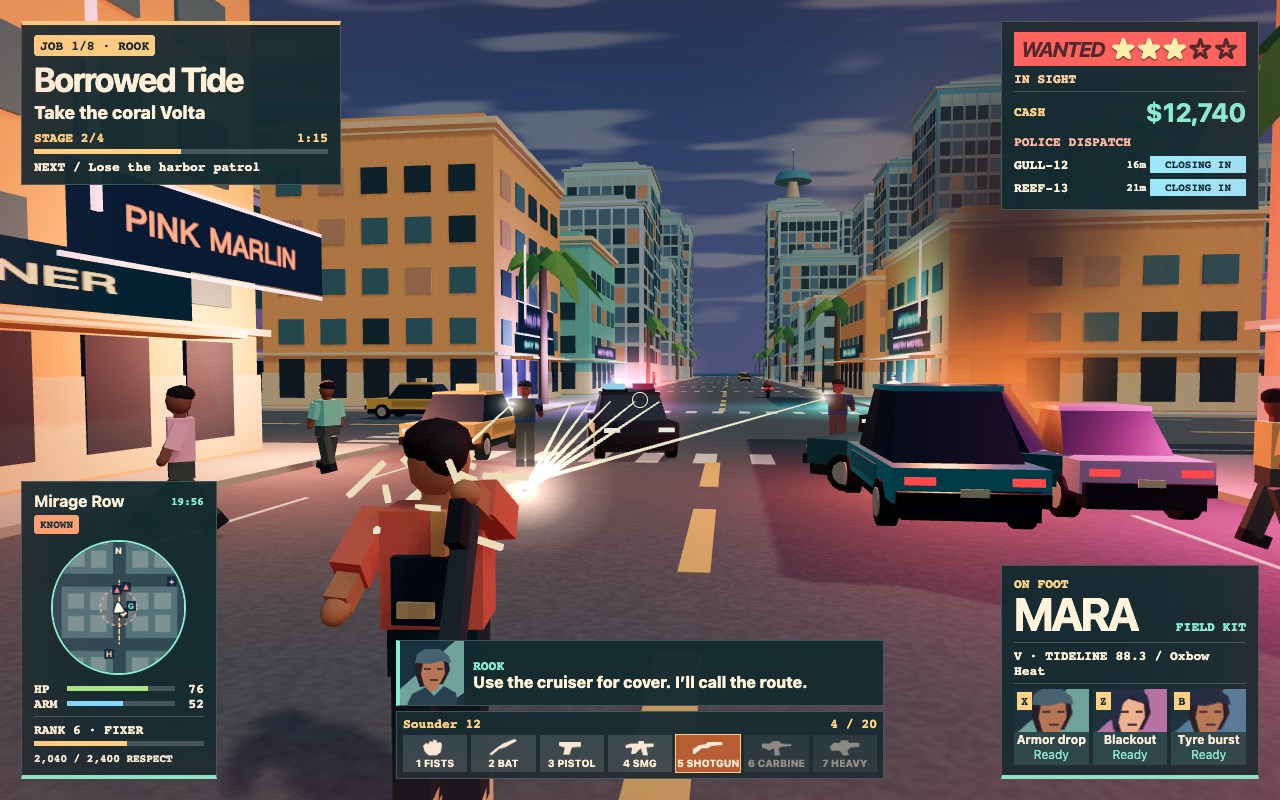 JOB 1/8 · ROOK
Borrowed Tide
Take the coral Volta
STAGE 2/4 1:15
NEXT / Lose the harbor patrol
WANTED
IN SIGHT
CASH $12,740
POLICE DISPATCH
GULL-12 16m CLOSING IN
REEF-13 21m CLOSING IN
PINK MARLIN
NER
Mirage Row 19:56
KNOWN
N
G
H
HP 76
ARM 52
RANK 6 · FIXER
2,040 / 2,400 RESPECT
ROOK
Use the cruiser for cover. I'll call the route.
Sounder 12 4 / 20
1 FISTS 2 BAT 3 PISTOL 4 SMG 5 SHOTGUN 6 CARBINE 7 HEAVY
ON FOOT
MARA FIELD KIT
V · TIDELINE 88.3 / Oxbow
Heat
X Z B
Armor drop Blackout Tyre burst
Ready Ready Ready